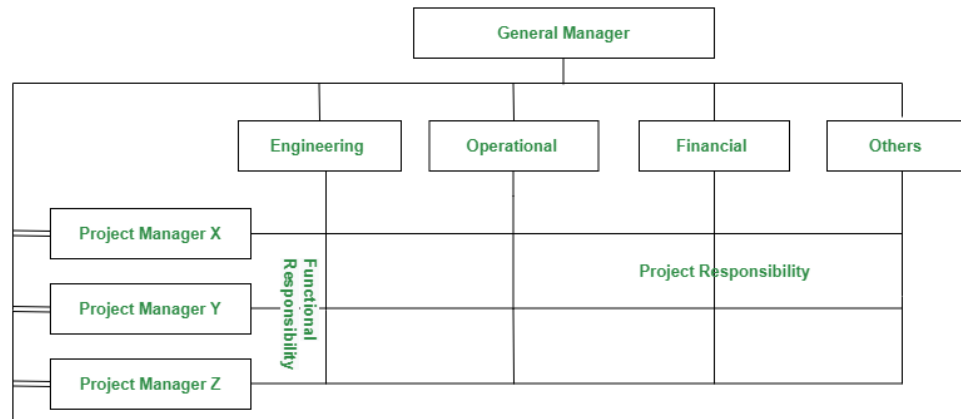 General Manager
Engineering
Operational
Financial
Others
Project Manager X
Functional
Responsibility
Project Responsibility
Project Manager Y
Project Manager Z